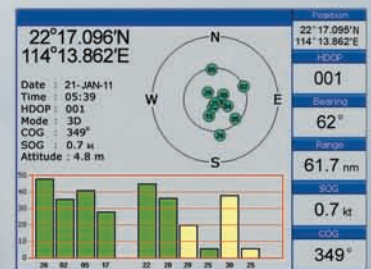 22°17.096'N
114°13.862'E
Date : 21-JAN-11
Time : 05:39
HDOP : 001
Mode : 3D
COG : 349°
SOG : 0.7 kt
Attitude : 4.8 m
N
W
E
S
05
02
26
50
40
30
20
10
0
26 02 05 17 22 28 29 25 30 25
Position
22°17.095'N
114°13.862'E
HDOP
001
Bearing
62°
Range
61.7 nm
SOG
0.7 kt
COG
349°